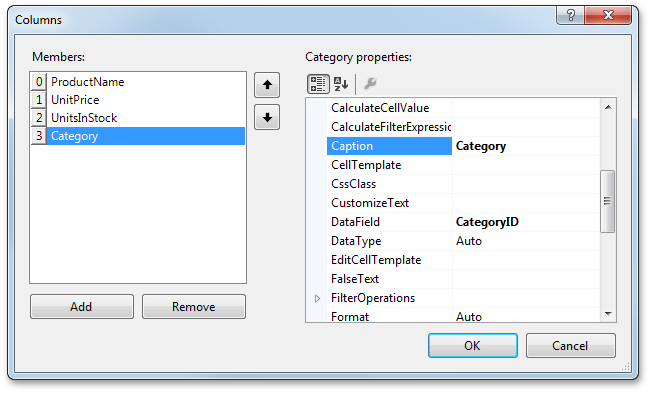 Columns
Members:
0 ProductName
1 UnitPrice
2 UnitsInStock
3 Category
Add Remove
Category properties:
CalculateCellValue
CalculateFilterExpressio
Caption Category
CellTemplate
CssClass
CustomizeText
DataField CategoryID
DataType Auto
EditCellTemplate
FalseText
FilterOperations
Format Auto
OK Cancel